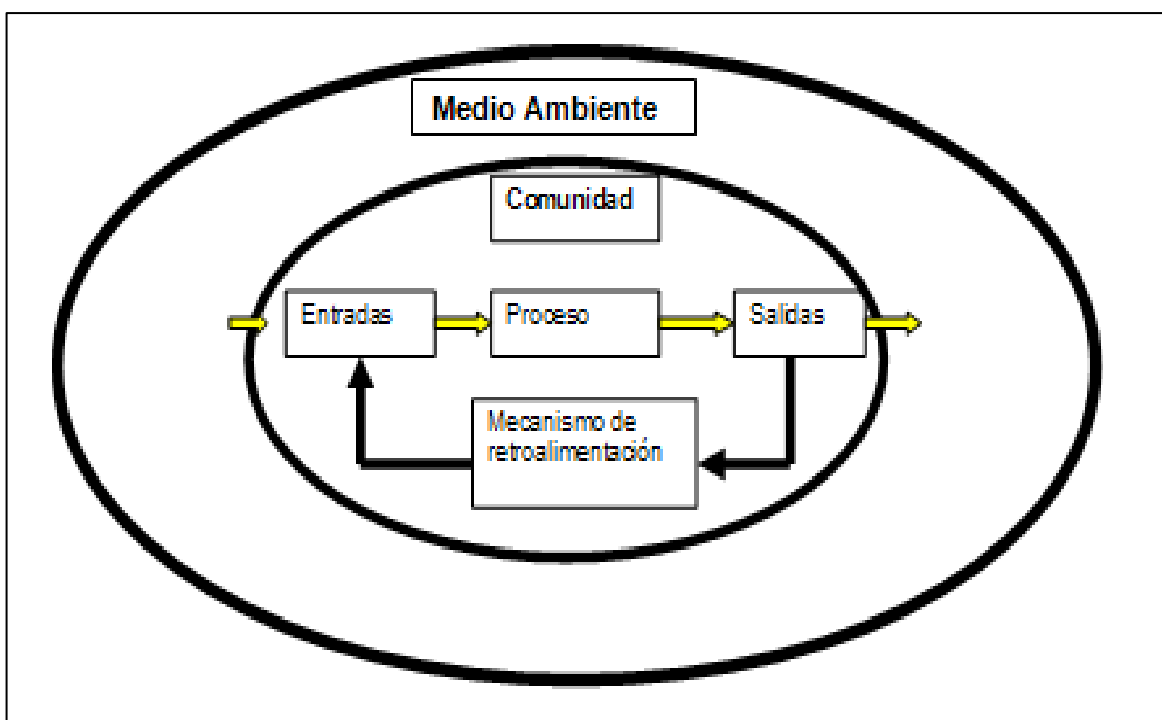 Medio Ambiente
Comunidad
Entradas
Proceso
Salidas
Mecanismo de
retroalimentación